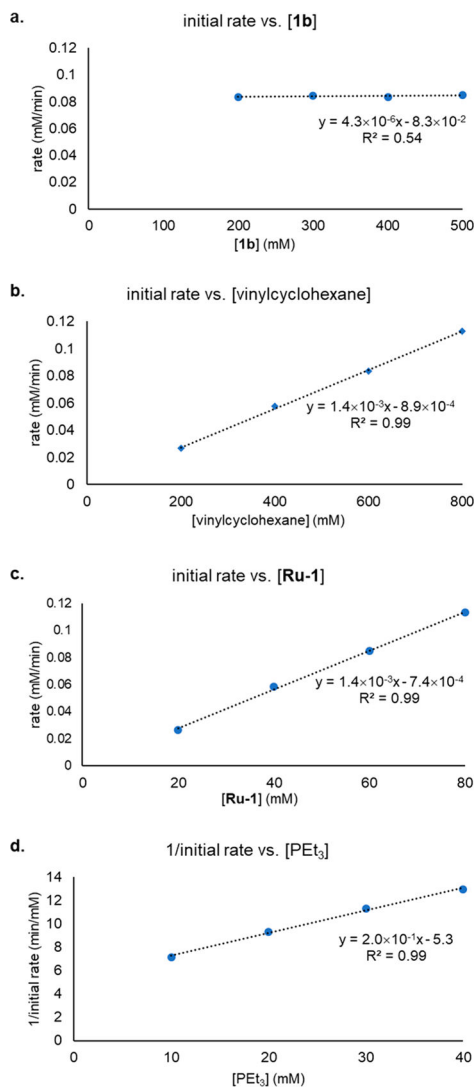 a.
initial rate vs. [1b]
0.12
0.1
0.08
0.06
0.04
0.02
0
rate (mM/min)
y = 4.3×10⁻⁶x - 8.3×10⁻²
R² = 0.54
0 100 200 300 400 500
[1b] (mM)
b.
initial rate vs. [vinylcyclohexane]
0.12
0.1
0.08
0.06
0.04
0.02
0
rate (mM/min)
y = 1.4×10⁻³x - 8.9×10⁻⁴
R² = 0.99
0 200 400 600 800
[vinylcyclohexane] (mM)
c.
initial rate vs. [Ru-1]
0.12
0.1
0.08
0.06
0.04
0.02
0
rate (mM/min)
y = 1.4×10⁻³x - 7.4×10⁻⁴
R² = 0.99
0 20 40 60 80
[Ru-1] (mM)
d.
1/initial rate vs. [PEt₃]
14
12
10
8
6
4
2
0
1/initial rate (min/mM)
y = 2.0×10⁻¹x - 5.3
R² = 0.99
0 10 20 30 40
[PEt₃] (mM)